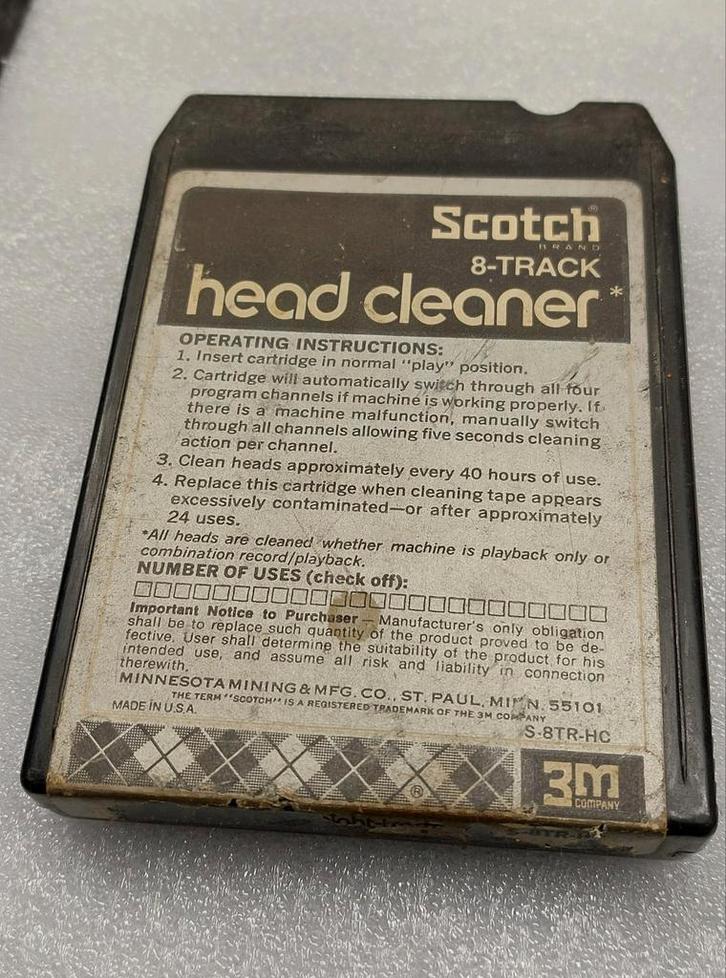 Scotch®
BRAND
8-TRACK
head cleaner*
OPERATING INSTRUCTIONS:
1. Insert cartridge in normal "play" position.
2. Cartridge will automatically switch through all four
program channels if machine is working properly. If
there is a machine malfunction, manually switch
through all channels allowing five seconds cleaning
action per channel.
3. Clean heads approximately every 40 hours of use.
4. Replace this cartridge when cleaning tape appears
excessively contaminated—or after approximately
24 uses.
*All heads are cleaned whether machine is playback only or
combination record/playback.
NUMBER OF USES (check off):
Important Notice to Purchaser — Manufacturer's only obligation
shall be to replace such quantity of the product proved to be de-
fective. User shall determine the suitability of the product for his
intended use, and assume all risk and liability in connection
therewith.
MINNESOTA MINING & MFG. CO., ST. PAUL, MINN. 55101
THE TERM "SCOTCH" IS A REGISTERED TRADEMARK OF THE 3M COMPANY
MADE IN U.S.A.
S-8TR-HC
®
3M
COMPANY